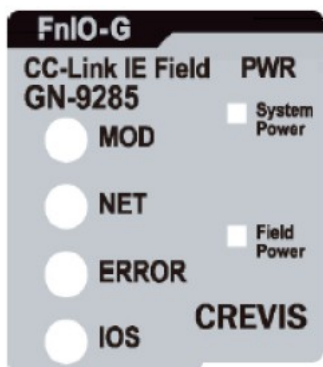 FnIO-G
CC-Link IE Field PWR
GN-9285
System
Power
MOD
NET
Field
Power
ERROR
CREVIS
IOS